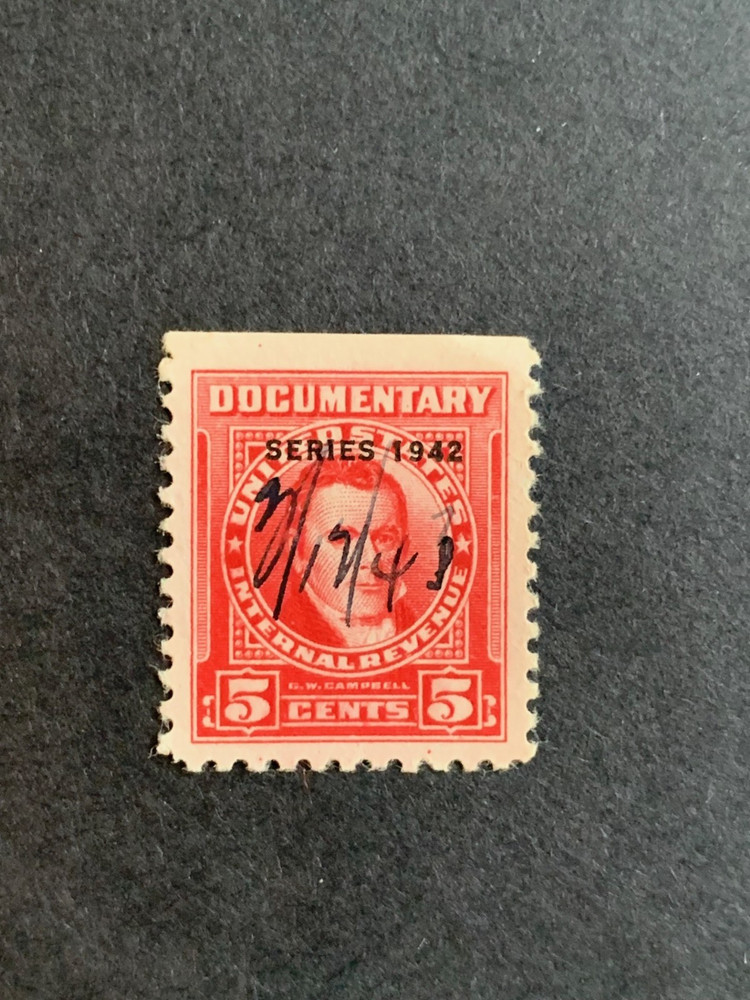 DOCUMENTARY
SERIES 1942
UNITED STATES
INTERNAL REVENUE
G.W. CAMPBELL
5 CENTS 5